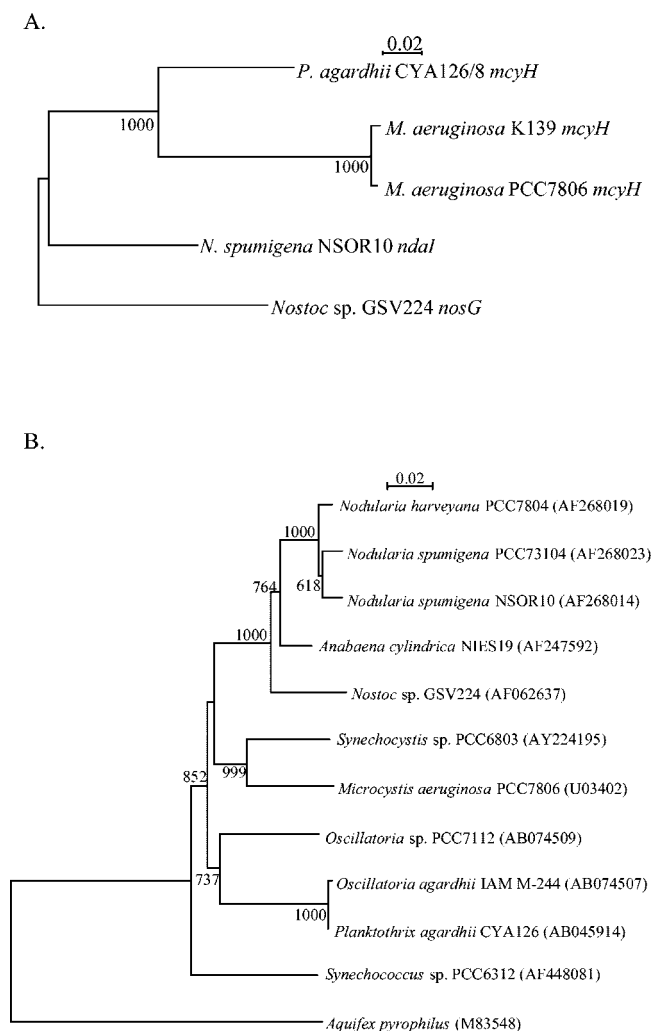 A.
0.02
P. agardhii CYA126/8 mcyH
1000
M. aeruginosa K139 mcyH
1000
M. aeruginosa PCC7806 mcyH
N. spumigena NSOR10 ndaI
Nostoc sp. GSV224 nosG
B.
0.02
Nodularia harveyana PCC7804 (AF268019)
1000
Nodularia spumigena PCC73104 (AF268023)
764
618
Nodularia spumigena NSOR10 (AF268014)
1000
Anabaena cylindrica NIES19 (AF247592)
Nostoc sp. GSV224 (AF062637)
Synechocystis sp. PCC6803 (AY224195)
852
999
Microcystis aeruginosa PCC7806 (U03402)
Oscillatoria sp. PCC7112 (AB074509)
737
Oscillatoria agardhii IAM M-244 (AB074507)
1000
Planktothrix agardhii CYA126 (AB045914)
Synechococcus sp. PCC6312 (AF448081)
Aquifex pyrophilus (M83548)